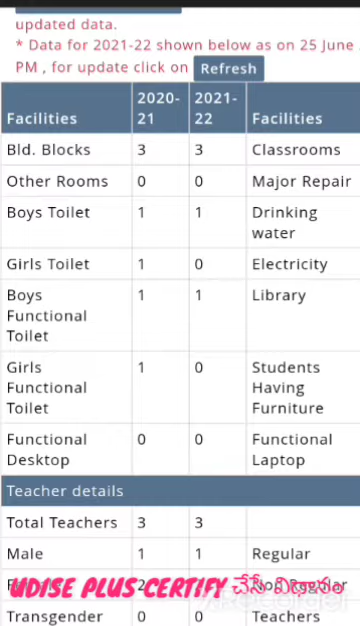 updated data.
* Data for 2021-22 shown below as on 25 June
PM , for update click on Refresh
Facilities 2020-21 2021-22 Facilities
Bld. Blocks 3 3 Classrooms
Other Rooms 0 0 Major Repair
Boys Toilet 1 1 Drinking water
Girls Toilet 1 0 Electricity
Boys Functional Toilet 1 1 Library
Girls Functional Toilet 1 0 Students Having Furniture
Functional Desktop 0 0 Functional Laptop
Teacher details
Total Teachers 3 3
Male 1 1 Regular
UDISE PLUS CERTIFY చేసే విధానం
Transgender 0 0 Teachers